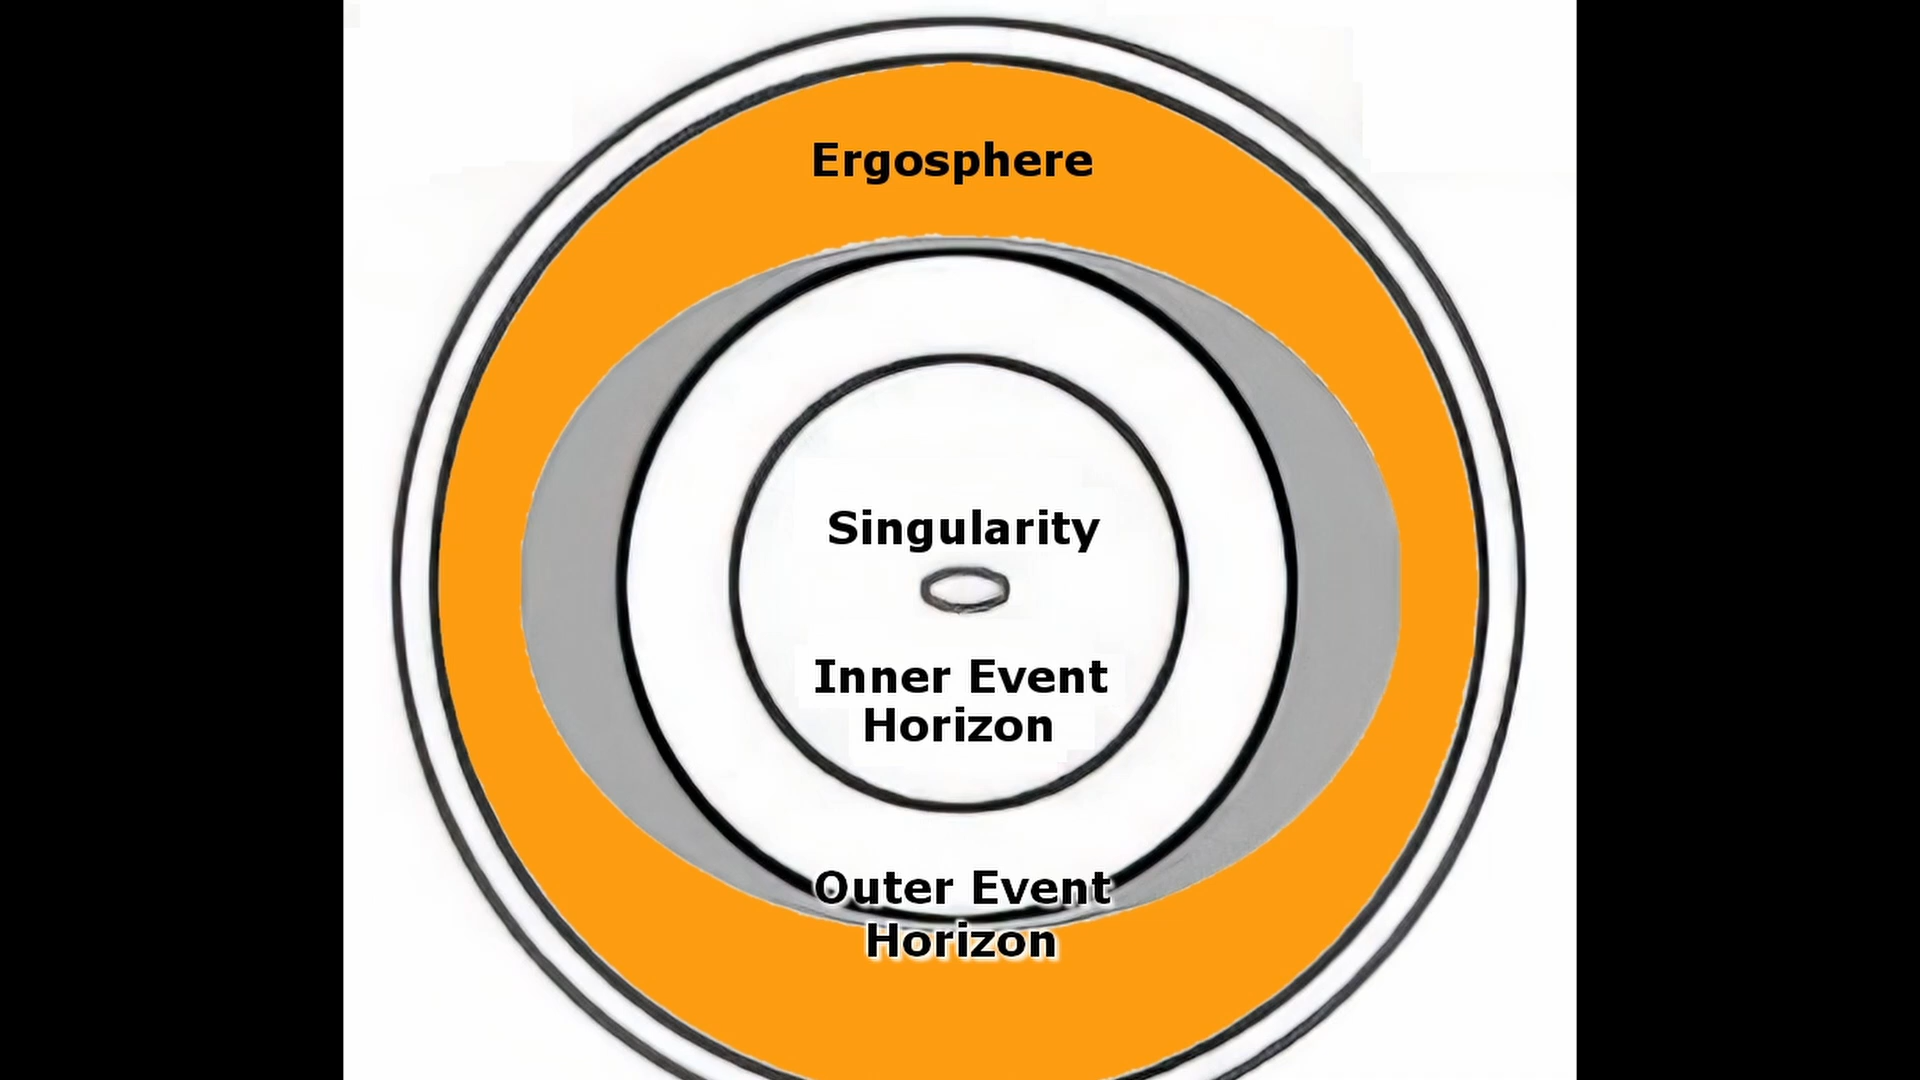 Ergosphere
Singularity
Inner Event
Horizon
Outer Event
Horizon